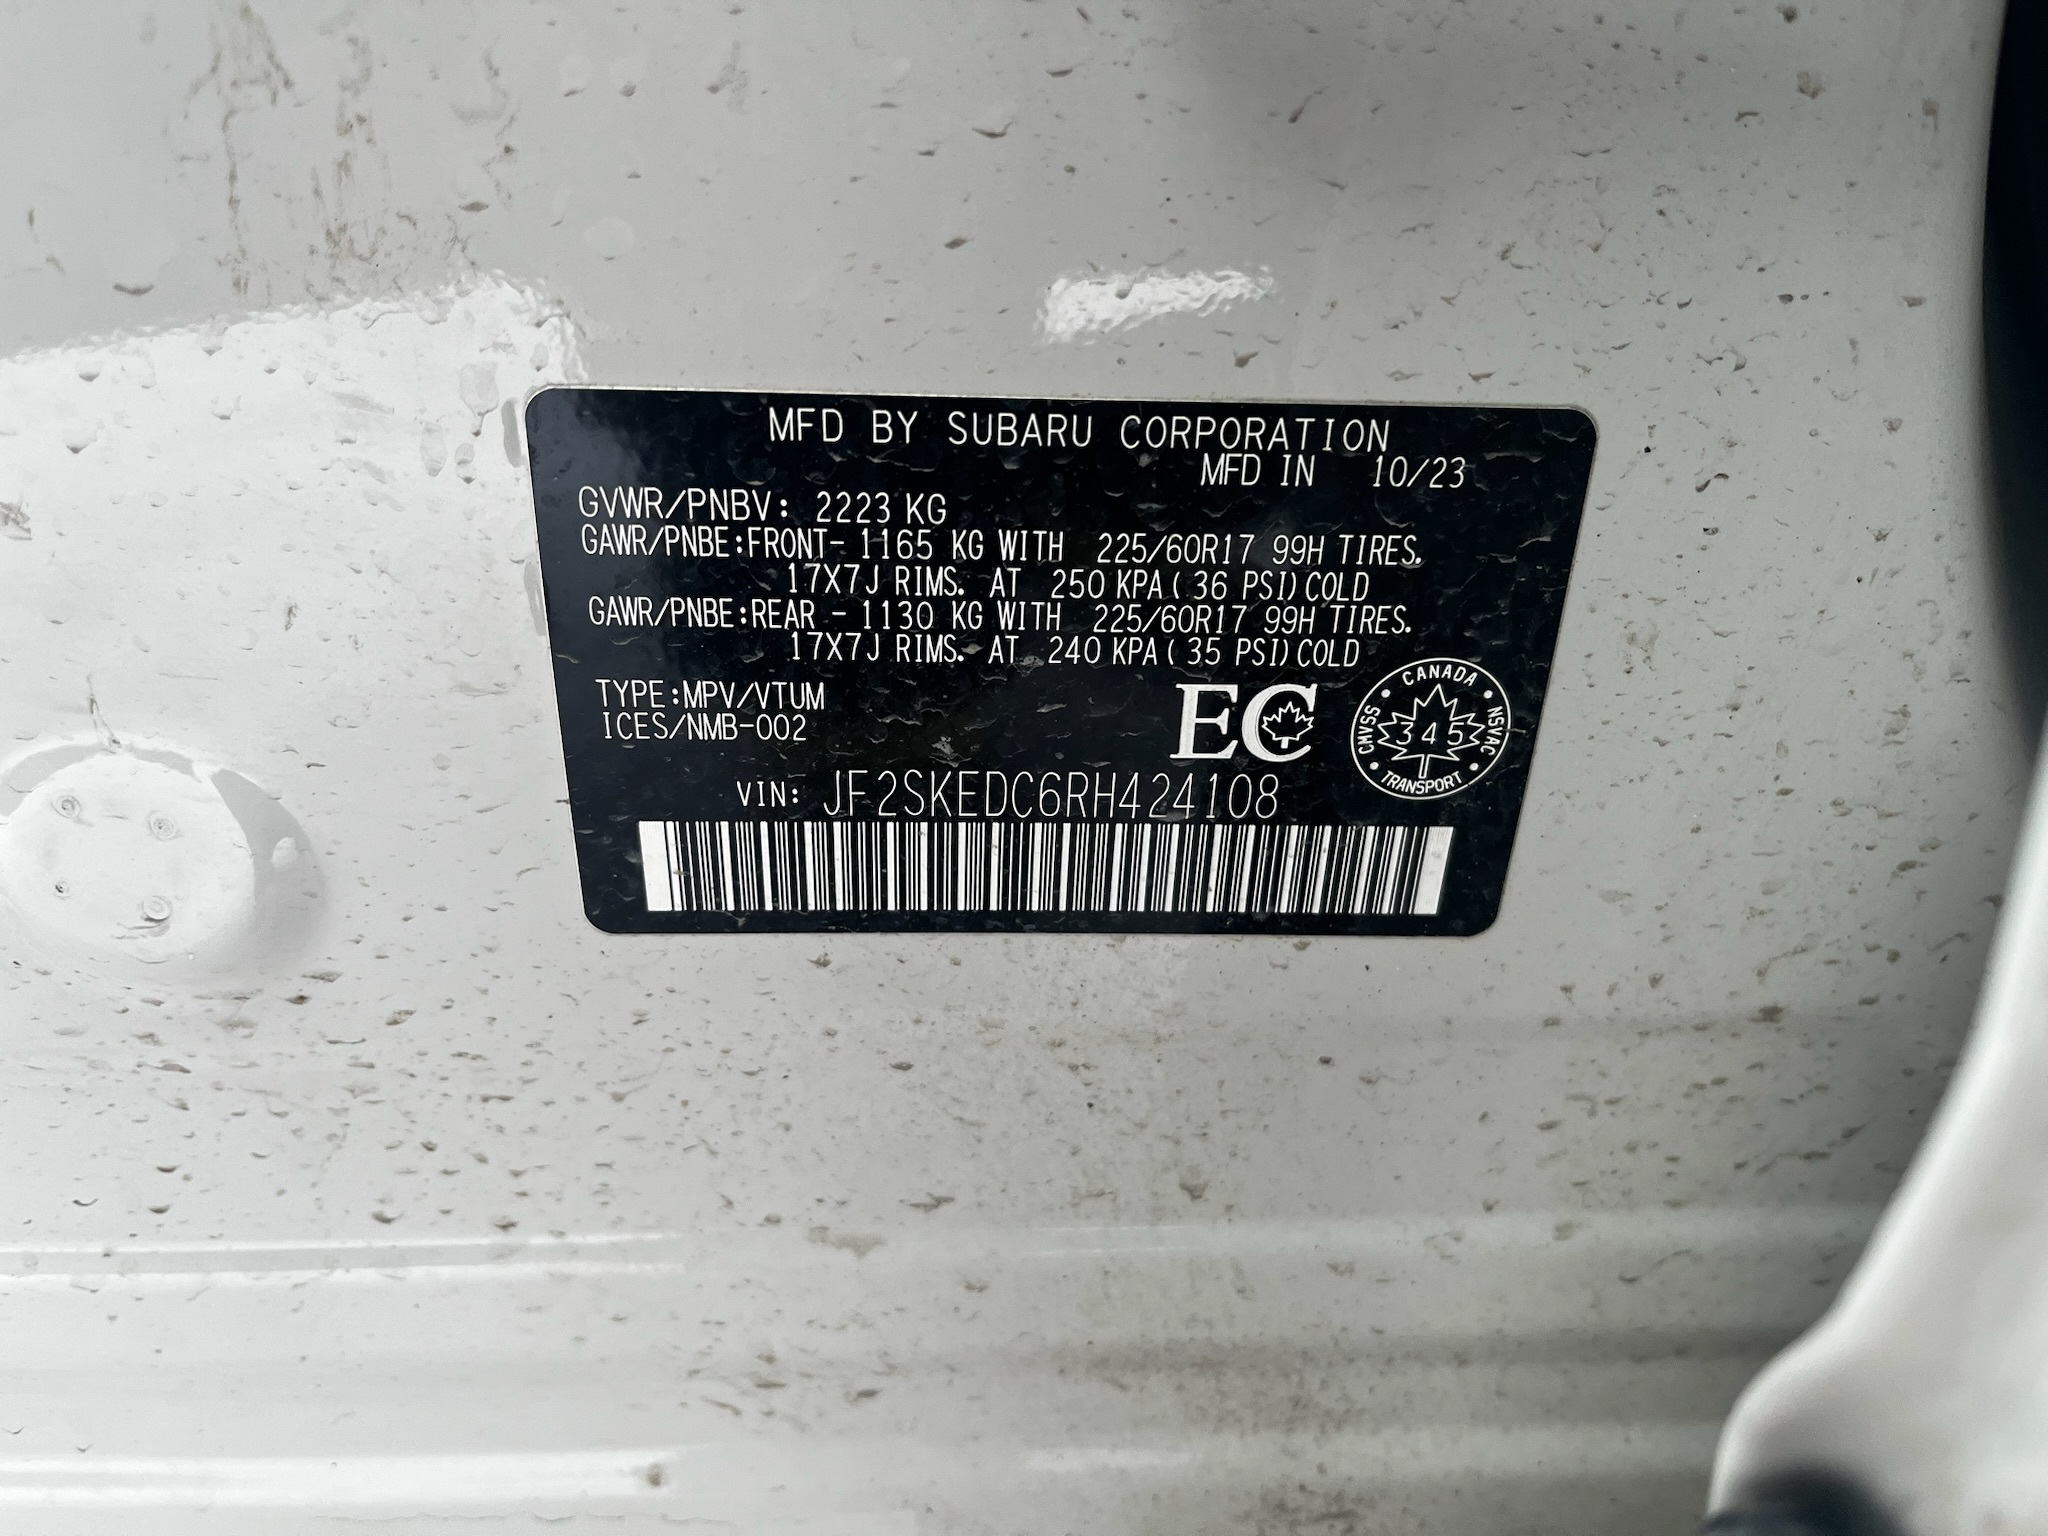 MFD BY SUBARU CORPORATION
MFD IN 10/23
GVWR/PNBV: 2223 KG
GAWR/PNBE:FRONT- 1165 KG WITH 225/60R17 99H TIRES.
17X7J RIMS. AT 250 KPA( 36 PSI)COLD
GAWR/PNBE:REAR - 1130 KG WITH 225/60R17 99H TIRES.
17X7J RIMS. AT 240 KPA( 35 PSI)COLD
TYPE:MPV/VTUM
ICES/NMB-002
EC
CANADA
CMVSS
345
NSVAC
TRANSPORT
VIN: JF2SKEDC6RH424108